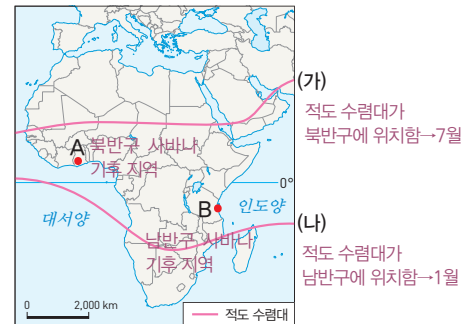 (가)
적도 수렴대가
북반구에 위치함→7월
A
북반구 사바나
기후 지역
0°
B
인도양
대서양
(나)
적도 수렴대가
남반구에 위치함→1월
남반구 사바나
기후 지역
0 2,000 km
적도 수렴대